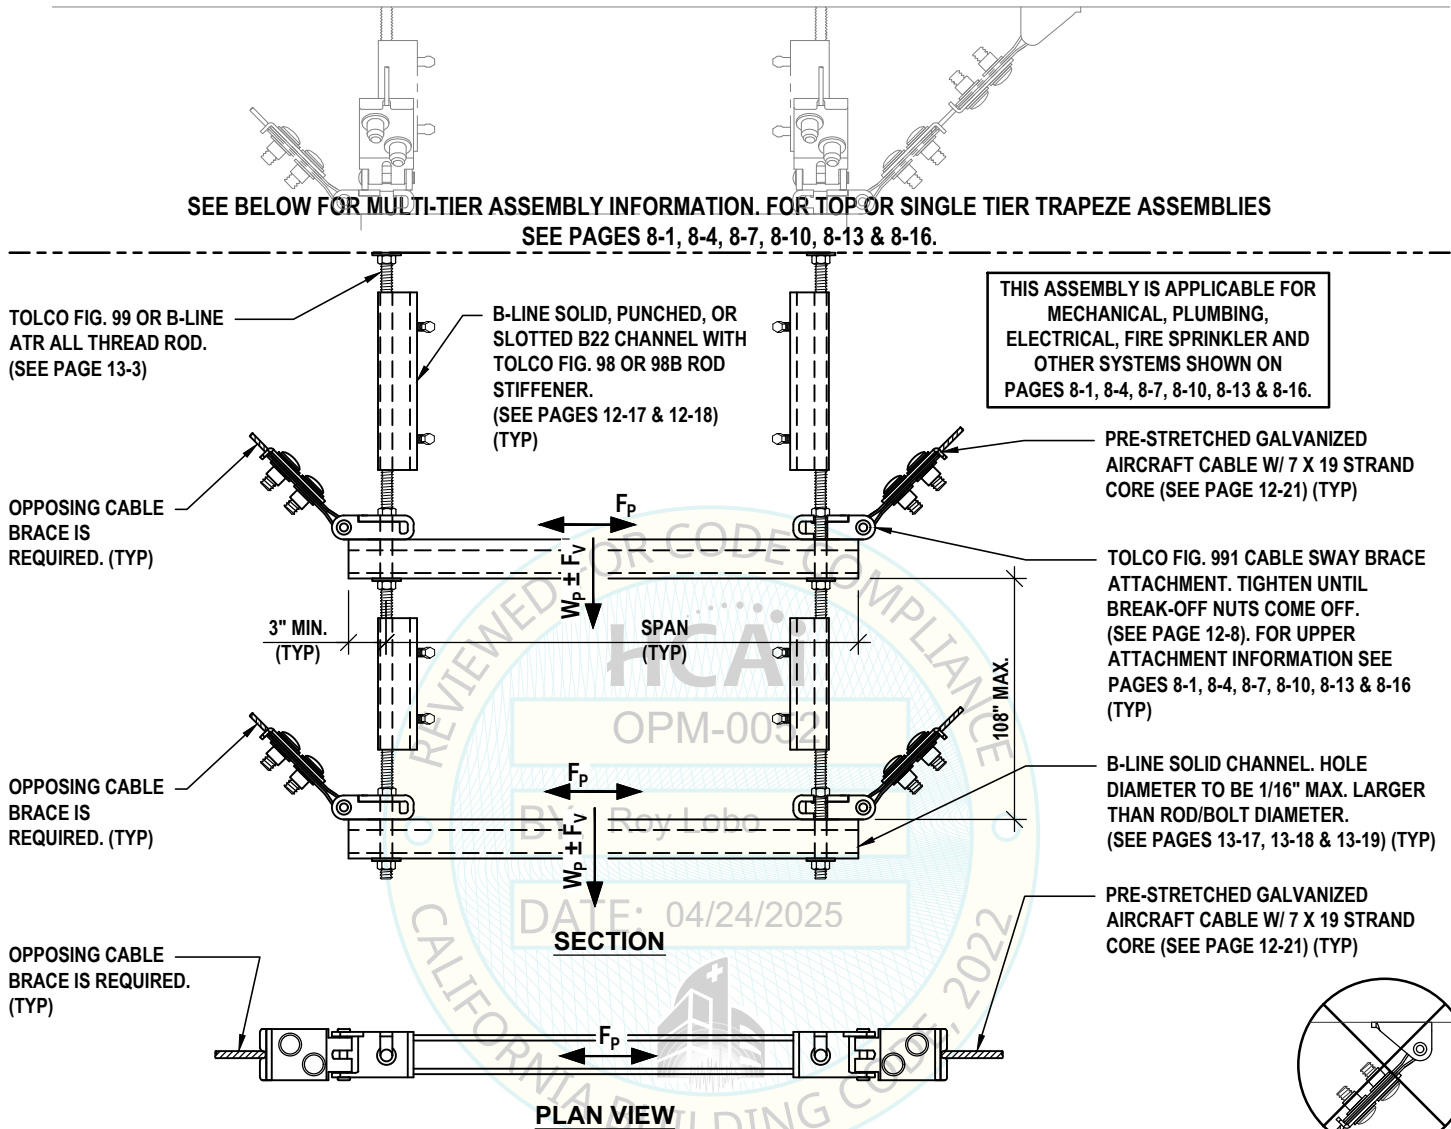 SEE BELOW FOR MULTI-TIER ASSEMBLY INFORMATION. FOR TOP OR SINGLE TIER TRAPEZE ASSEMBLIES
SEE PAGES 8-1, 8-4, 8-7, 8-10, 8-13 & 8-16.
TOLCO FIG. 99 OR B-LINE
ATR ALL THREAD ROD.
(SEE PAGE 13-3)
B-LINE SOLID, PUNCHED, OR
SLOTTED B22 CHANNEL WITH
TOLCO FIG. 98 OR 98B ROD
STIFFENER.
(SEE PAGES 12-17 & 12-18)
(TYP)
THIS ASSEMBLY IS APPLICABLE FOR
MECHANICAL, PLUMBING,
ELECTRICAL, FIRE SPRINKLER AND
OTHER SYSTEMS SHOWN ON
PAGES 8-1, 8-4, 8-7, 8-10, 8-13 & 8-16.
OPPOSING CABLE
BRACE IS
REQUIRED. (TYP)
PRE-STRETCHED GALVANIZED
AIRCRAFT CABLE W/ 7 X 19 STRAND
CORE (SEE PAGE 12-21) (TYP)
FP
WP ± FV
TOLCO FIG. 991 CABLE SWAY BRACE
ATTACHMENT. TIGHTEN UNTIL
BREAK-OFF NUTS COME OFF.
(SEE PAGE 12-8). FOR UPPER
ATTACHMENT INFORMATION SEE
PAGES 8-1, 8-4, 8-7, 8-10, 8-13 & 8-16
(TYP)
3" MIN.
(TYP)
SPAN
(TYP)
108" MAX.
REVIEWED FOR CODE COMPLIANCE
HCAi
OPM-0052
OPPOSING CABLE
BRACE IS
REQUIRED. (TYP)
FP
WP ± FV
B-LINE SOLID CHANNEL. HOLE
DIAMETER TO BE 1/16" MAX. LARGER
THAN ROD/BOLT DIAMETER.
(SEE PAGES 13-17, 13-18 & 13-19) (TYP)
BY: Roy Lobo
DATE: 04/24/2025
SECTION
PRE-STRETCHED GALVANIZED
AIRCRAFT CABLE W/ 7 X 19 STRAND
CORE (SEE PAGE 12-21) (TYP)
OPPOSING CABLE
BRACE IS REQUIRED.
(TYP)
FP
CALIFORNIA BUILDING CODE, 2022
PLAN VIEW